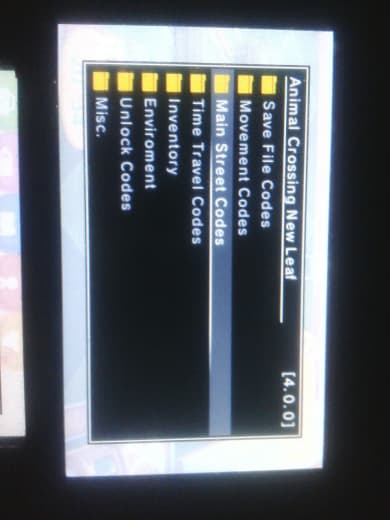 Animal Crossing New Leaf [4.0.0]
Save File Codes
Movement Codes
Main Street Codes
Time Travel Codes
Inventory
Enviroment
Unlock Codes
Misc.